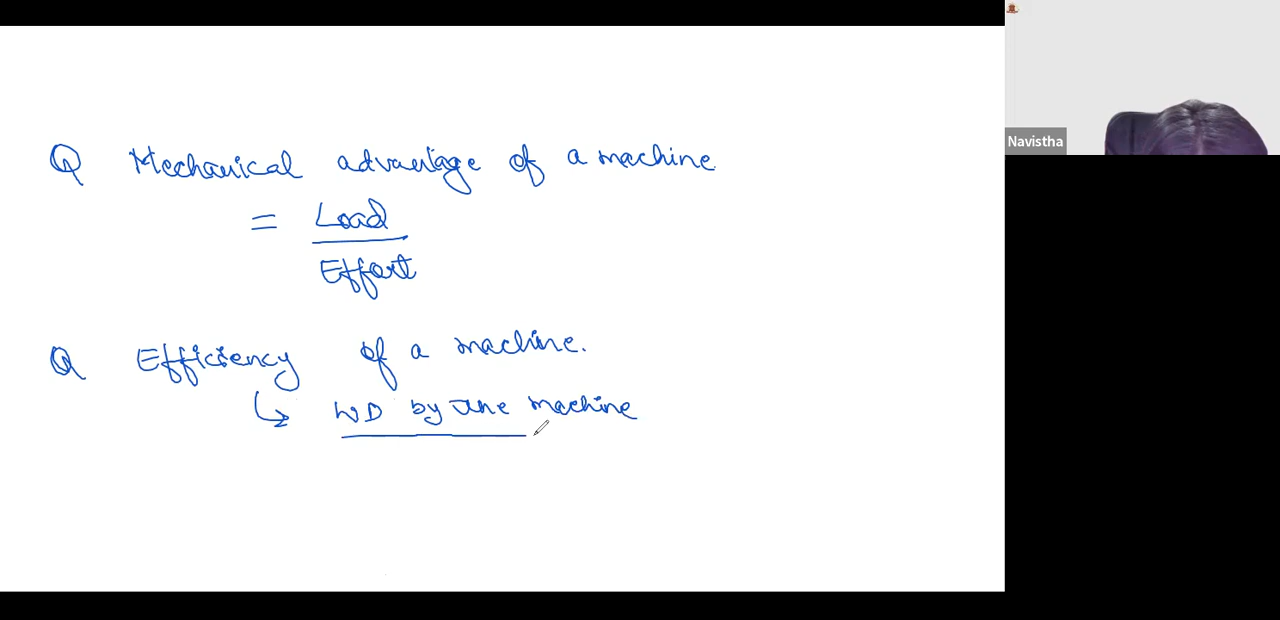 Q Mechanical advantage of a machine
= Load
Effort
Q Efficiency of a machine.
↳ WD by the machine
Navistha